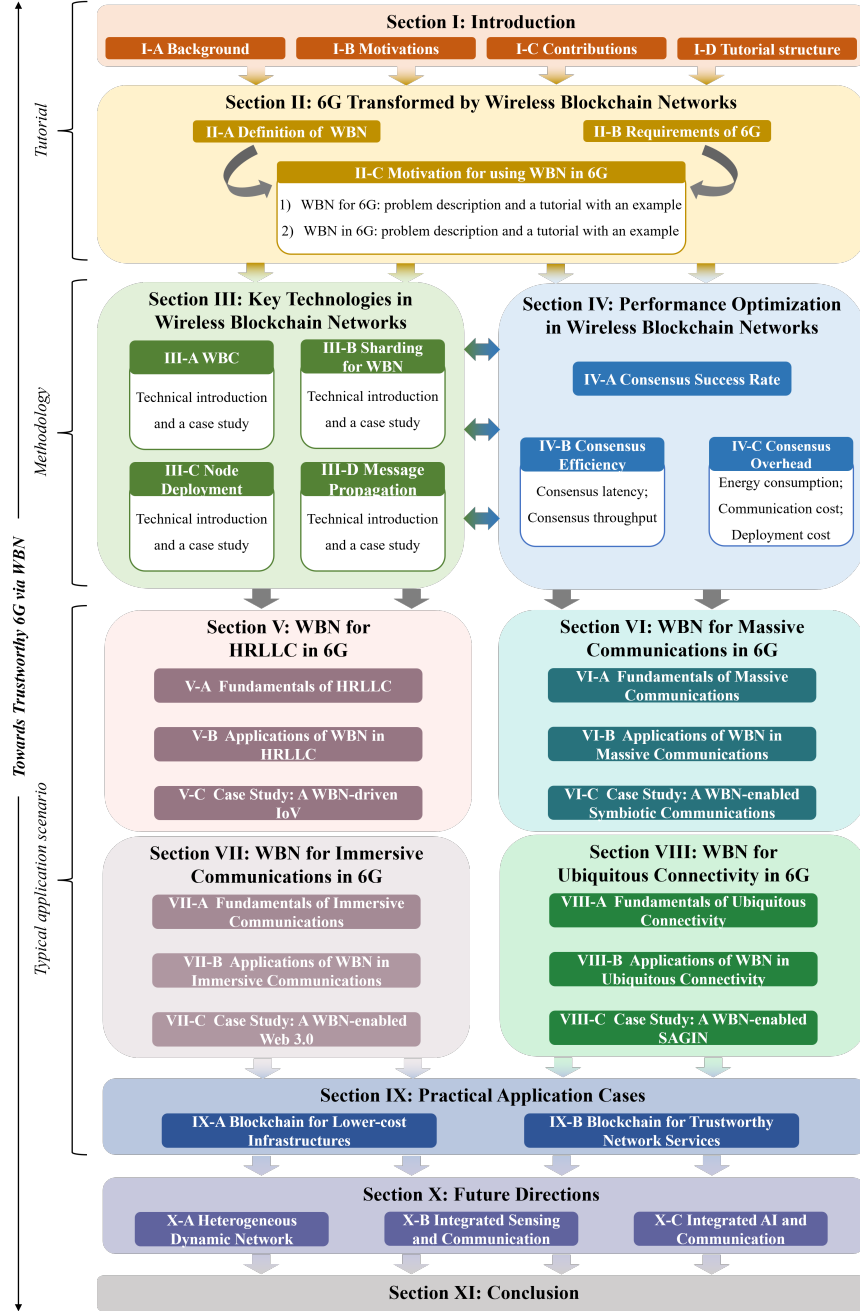 Section I: Introduction
I-A Background
I-B Motivations
I-C Contributions
I-D Tutorial structure
Tutorial
Section II: 6G Transformed by Wireless Blockchain Networks
II-A Definition of WBN
II-B Requirements of 6G
II-C Motivation for using WBN in 6G
1) WBN for 6G: problem description and a tutorial with an example
2) WBN in 6G: problem description and a tutorial with an example
Methodology
Section III: Key Technologies in
Wireless Blockchain Networks
III-A WBC
Technical introduction
and a case study
III-B Sharding
for WBN
Technical introduction
and a case study
III-C Node
Deployment
Technical introduction
and a case study
III-D Message
Propagation
Technical introduction
and a case study
Section IV: Performance Optimization
in Wireless Blockchain Networks
IV-A Consensus Success Rate
IV-B Consensus
Efficiency
Consensus latency;
Consensus throughput
IV-C Consensus
Overhead
Energy consumption;
Communication cost;
Deployment cost
Towards Trustworthy 6G via WBN
Typical application scenario
Section V: WBN for
HRLLC in 6G
V-A Fundamentals of HRLLC
V-B Applications of WBN in
HRLLC
V-C Case Study: A WBN-driven
IoV
Section VI: WBN for Massive
Communications in 6G
VI-A Fundamentals of Massive
Communications
VI-B Applications of WBN in
Massive Communications
VI-C Case Study: A WBN-enabled
Symbiotic Communications
Section VII: WBN for Immersive
Communications in 6G
VII-A Fundamentals of Immersive
Communications
VII-B Applications of WBN in
Immersive Communications
VII-C Case Study: A WBN-enabled
Web 3.0
Section VIII: WBN for
Ubiquitous Connectivity in 6G
VIII-A Fundamentals of Ubiquitous
Connectivity
VIII-B Applications of WBN in
Ubiquitous Connectivity
VIII-C Case Study: A WBN-enabled
SAGIN
Section IX: Practical Application Cases
IX-A Blockchain for Lower-cost
Infrastructures
IX-B Blockchain for Trustworthy
Network Services
Section X: Future Directions
X-A Heterogeneous
Dynamic Network
X-B Integrated Sensing
and Communication
X-C Integrated AI and
Communication
Section XI: Conclusion